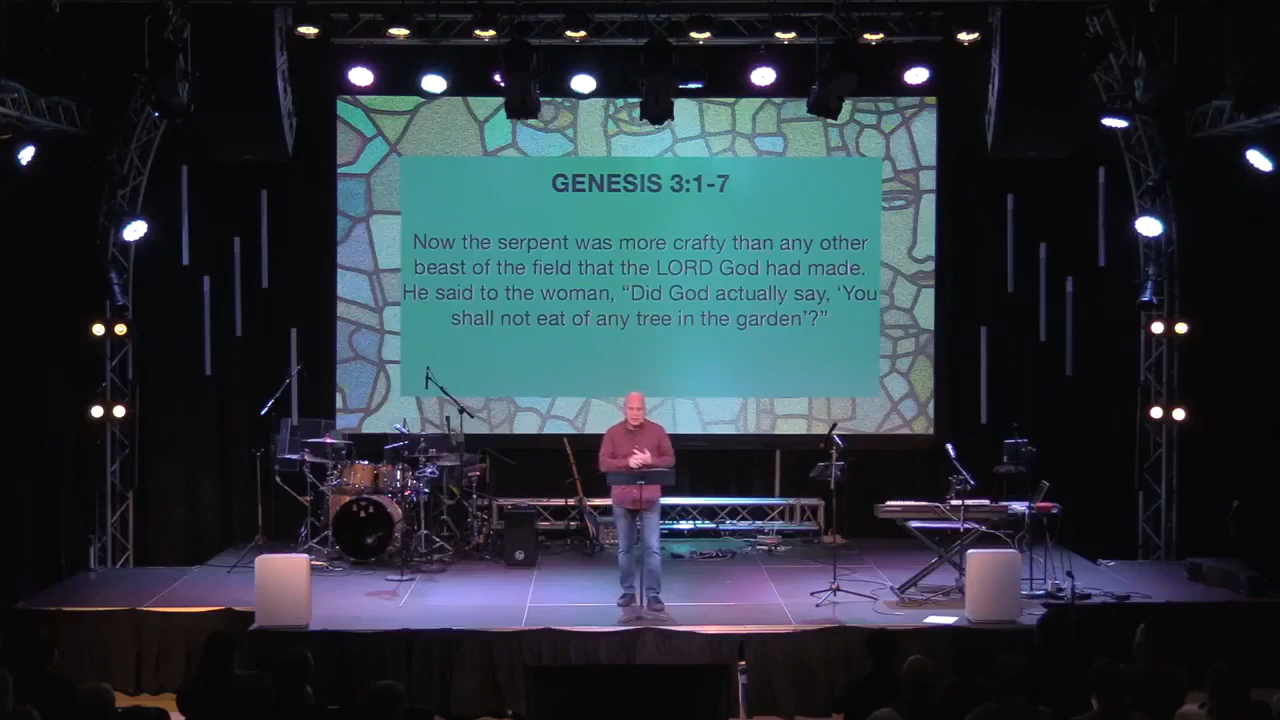 GENESIS 3:1-7
Now the serpent was more crafty than any other
beast of the field that the LORD God had made.
He said to the woman, “Did God actually say, ‘You
shall not eat of any tree in the garden’?”